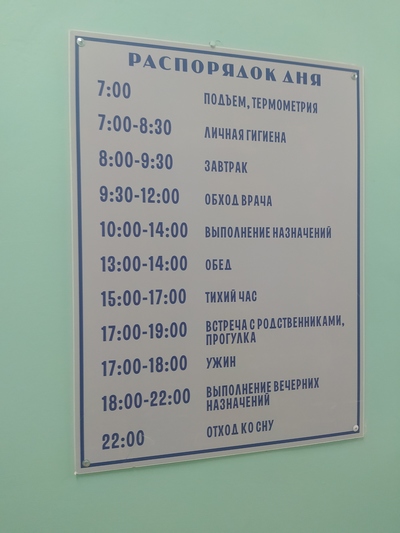 РАСПОРЯДОК ДНЯ
7:00 ПОДЪЕМ, ТЕРМОМЕТРИЯ
7:00-8:30 ЛИЧНАЯ ГИГИЕНА
8:00-9:30 ЗАВТРАК
9:30-12:00 ОБХОД ВРАЧА
10:00-14:00 ВЫПОЛНЕНИЕ НАЗНАЧЕНИЙ
13:00-14:00 ОБЕД
15:00-17:00 ТИХИЙ ЧАС
17:00-19:00 ВСТРЕЧА С РОДСТВЕННИКАМИ,
ПРОГУЛКА
17:00-18:00 УЖИН
18:00-22:00 ВЫПОЛНЕНИЕ ВЕЧЕРНИХ
НАЗНАЧЕНИЙ
22:00 ОТХОД КО СНУ